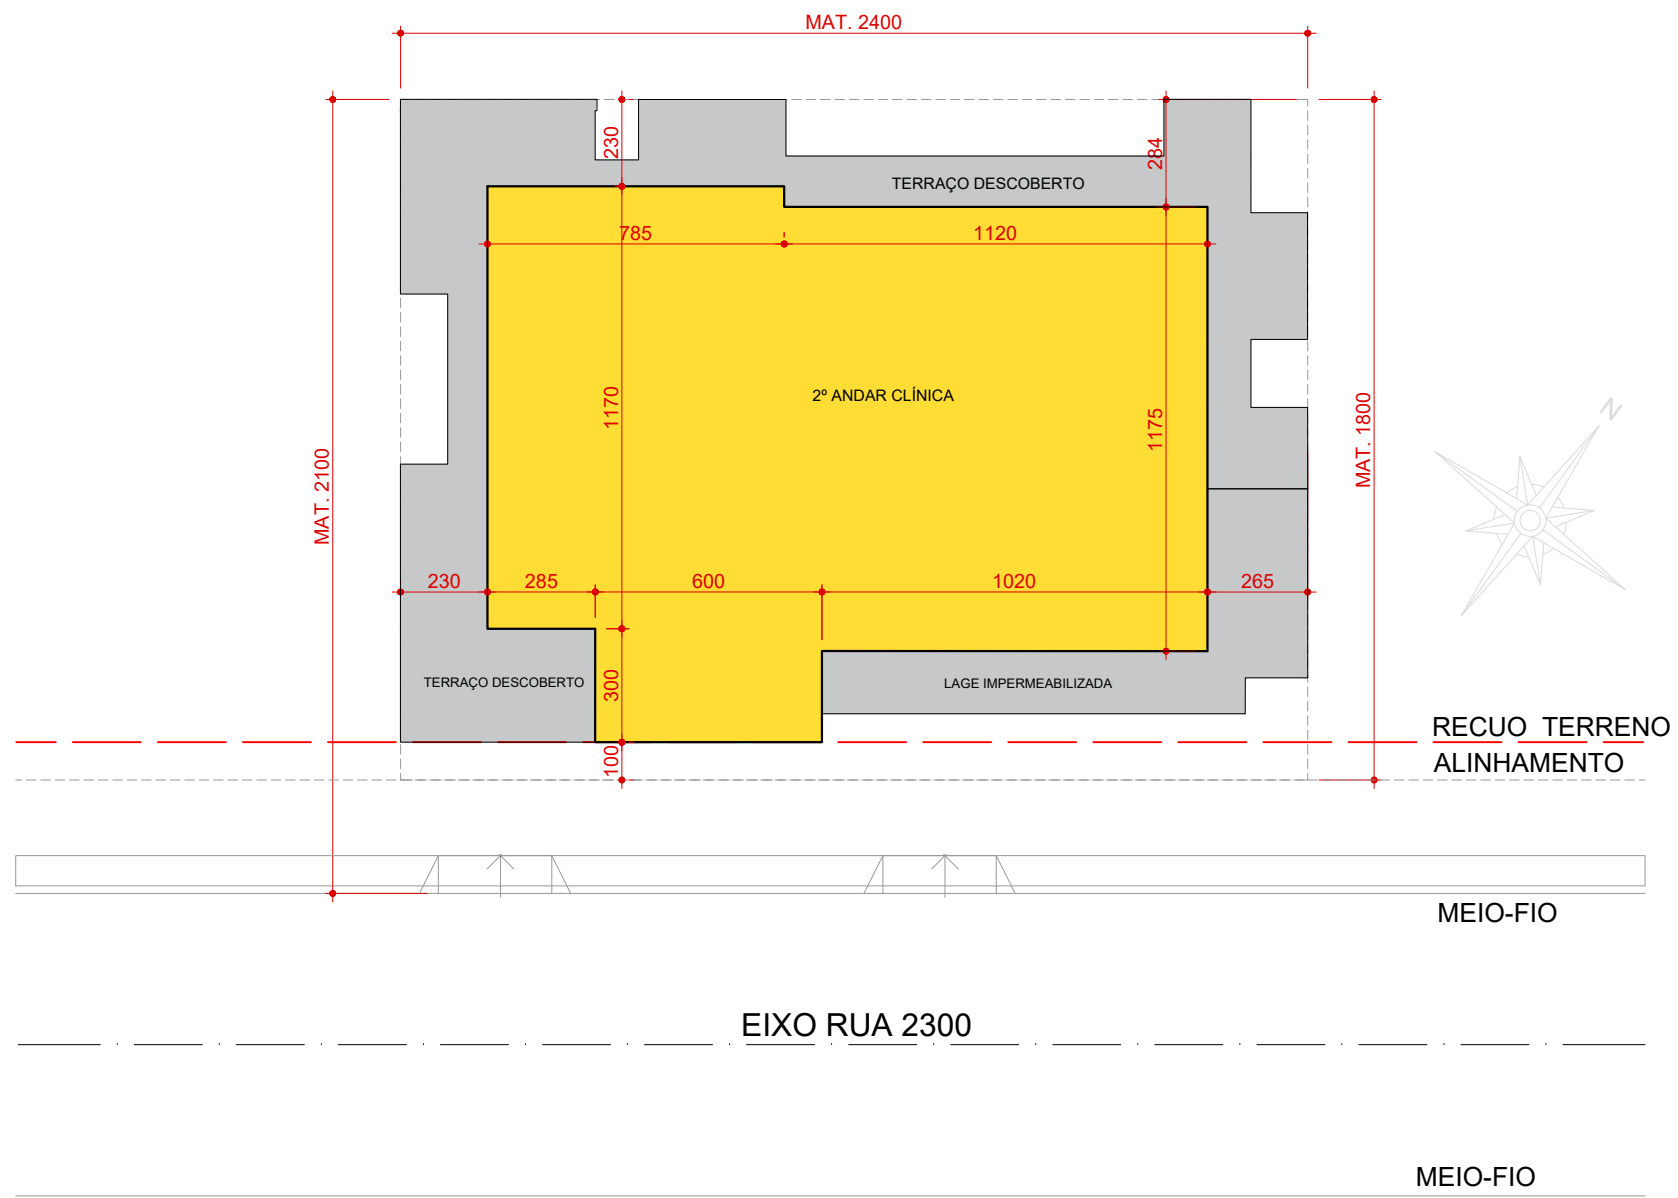 MAT. 2400
230
284
TERRAÇO DESCOBERTO
785
1120
2º ANDAR CLÍNICA
1170
1175
MAT. 2100
MAT. 1800
N
230
285
600
1020
265
TERRAÇO DESCOBERTO
300
LAGE IMPERMEABILIZADA
100
RECUO TERRENO
ALINHAMENTO
MEIO-FIO
EIXO RUA 2300
MEIO-FIO